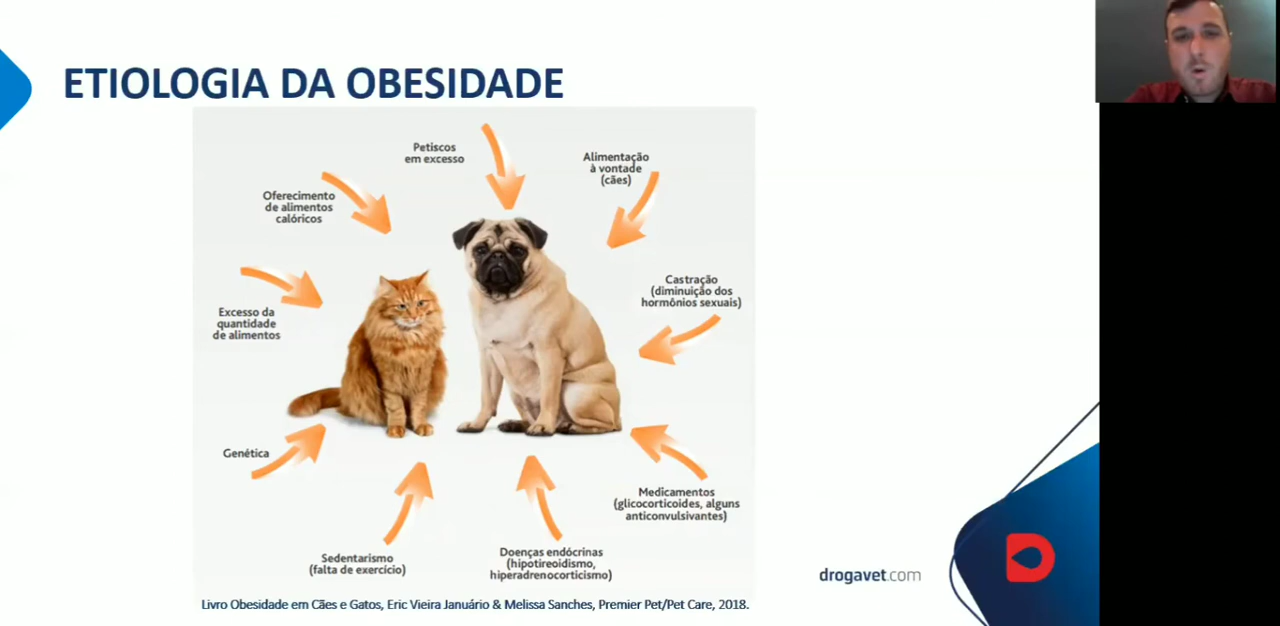 ETIOLOGIA DA OBESIDADE
Petiscos
em excesso
Alimentação
à vontade
(cães)
Oferecimento
de alimentos
calóricos
Castração
(diminuição dos
hormônios sexuais)
Excesso da
quantidade
de alimentos
Genética
Medicamentos
(glicocorticoides, alguns
anticonvulsivantes)
Sedentarismo
(falta de exercício)
Doenças endócrinas
(hipotireoidismo,
hiperadrenocorticismo)
drogavet.com
Livro Obesidade em Cães e Gatos, Eric Vieira Januário & Melissa Sanches, Premier Pet/Pet Care, 2018.